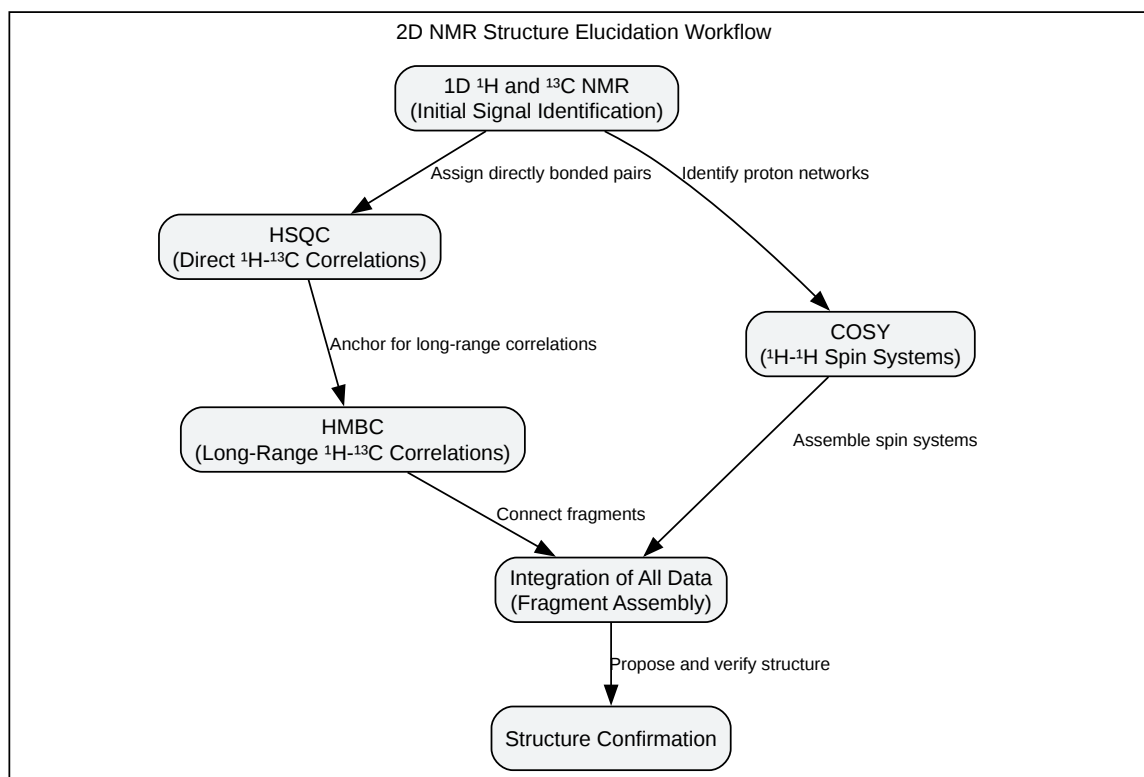 2D NMR Structure Elucidation Workflow
1D ¹H and ¹³C NMR
(Initial Signal Identification)
Assign directly bonded pairs
Identify proton networks
HSQC
(Direct ¹H-¹³C Correlations)
COSY
(¹H-¹H Spin Systems)
Anchor for long-range correlations
HMBC
(Long-Range ¹H-¹³C Correlations)
Assemble spin systems
Connect fragments
Integration of All Data
(Fragment Assembly)
Propose and verify structure
Structure Confirmation